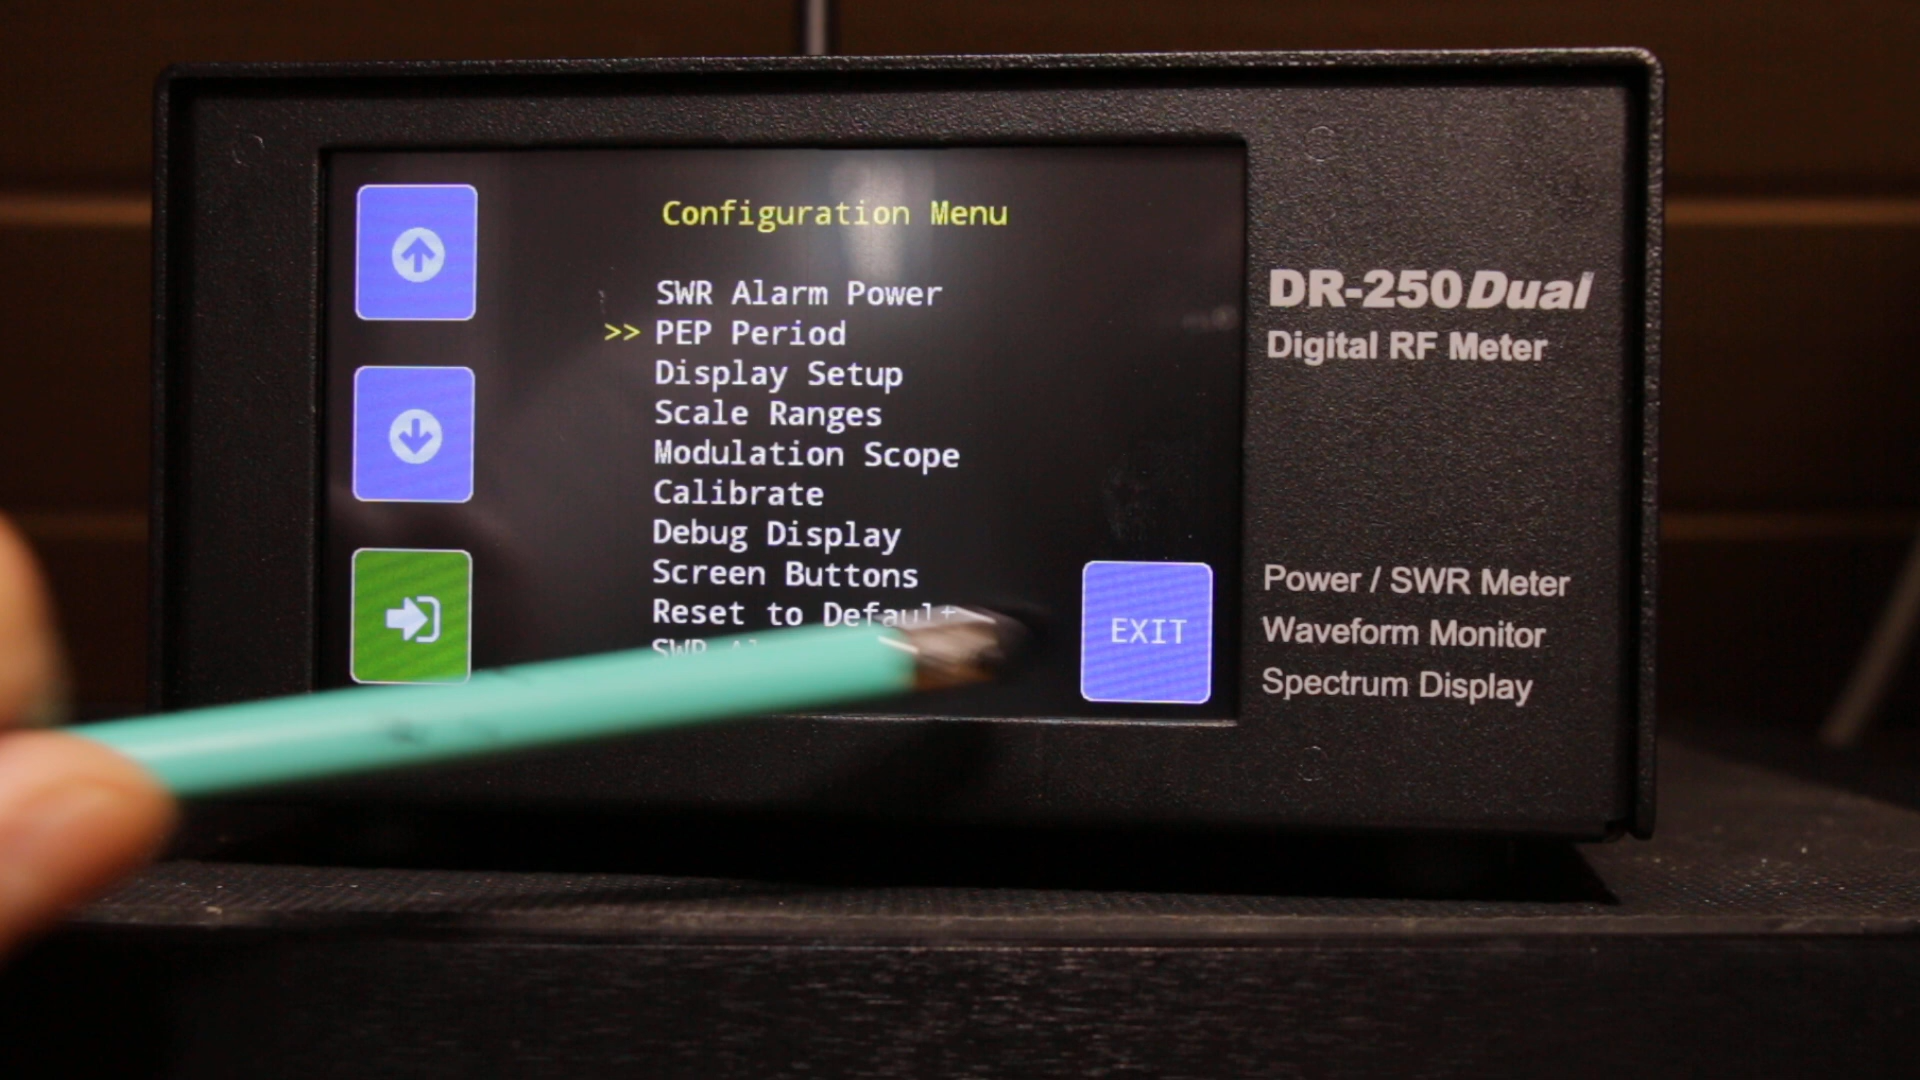 Configuration Menu
SWR Alarm Power
>> PEP Period
Display Setup
Scale Ranges
Modulation Scope
Calibrate
Debug Display
Screen Buttons
Reset to Default
SWR
EXIT
DR-250Dual
Digital RF Meter
Power / SWR Meter
Waveform Monitor
Spectrum Display